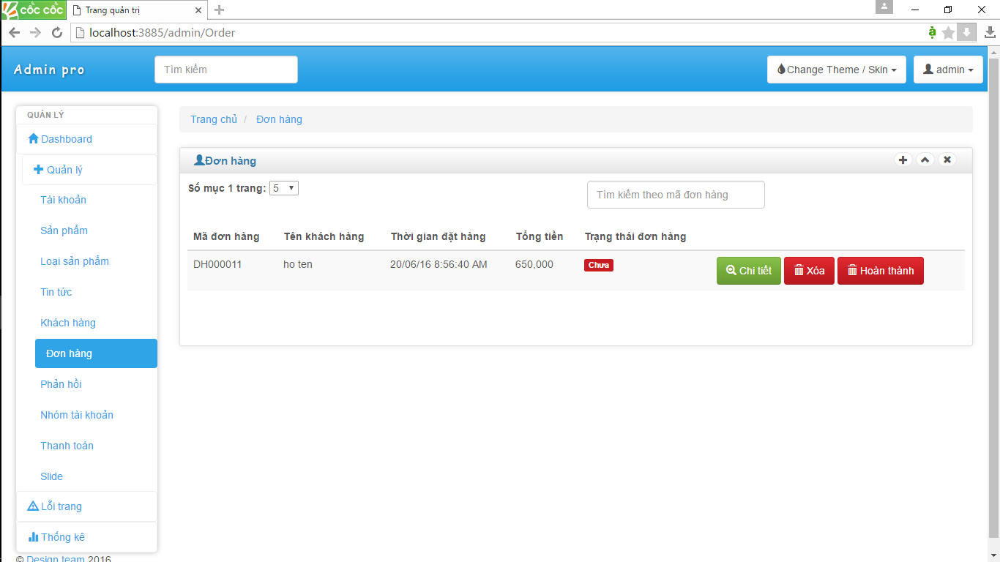 cốc cốc Trang quản trị
localhost:3885/admin/Order
Admin pro Tìm kiếm Change Theme / Skin admin
QUẢN LÝ
Trang chủ / Đơn hàng
Dashboard
Quản lý
Đơn hàng
Số mục 1 trang: 5 Tìm kiếm theo mã đơn hàng
Mã đơn hàng Tên khách hàng Thời gian đặt hàng Tổng tiền Trạng thái đơn hàng
DH000011 ho ten 20/06/16 8:56:40 AM 650,000 Chưa Chi tiết Xóa Hoàn thành
Tài khoản
Sản phẩm
Loại sản phẩm
Tin tức
Khách hàng
Đơn hàng
Phản hồi
Nhóm tài khoản
Thanh toán
Slide
Lỗi trang
Thống kê
© Design team 2016